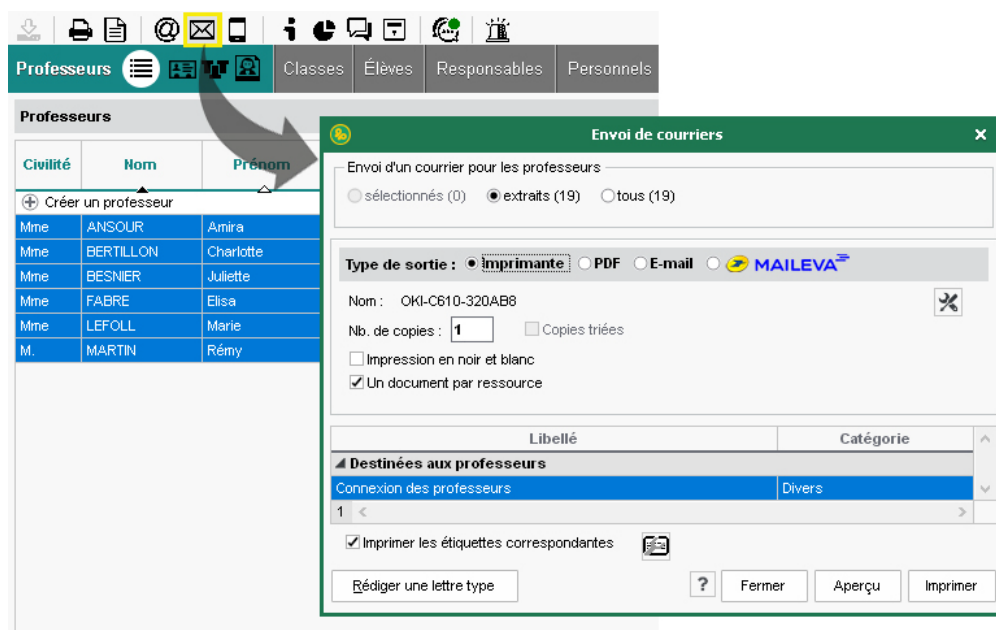 Professeurs Classes Élèves Responsables Personnels
Professeurs
Civilité Nom Prénom
Créer un professeur
Mme ANSOUR Amira
Mme BERTILLON Charlotte
Mme BESNIER Juliette
Mme FABRE Elisa
Mme LEFOLL Marie
M. MARTIN Rémy
Envoi de courriers
Envoi d'un courrier pour les professeurs
sélectionnés (0) extraits (19) tous (19)
Type de sortie : Imprimante PDF E-mail MAILEVA
Nom : OKI-C610-320AB8
Nb. de copies : 1 Copies triées
Impression en noir et blanc
Un document par ressource
Libellé Catégorie
Destinées aux professeurs
Connexion des professeurs Divers
1 < >
Imprimer les étiquettes correspondantes
Rédiger une lettre type ? Fermer Aperçu Imprimer